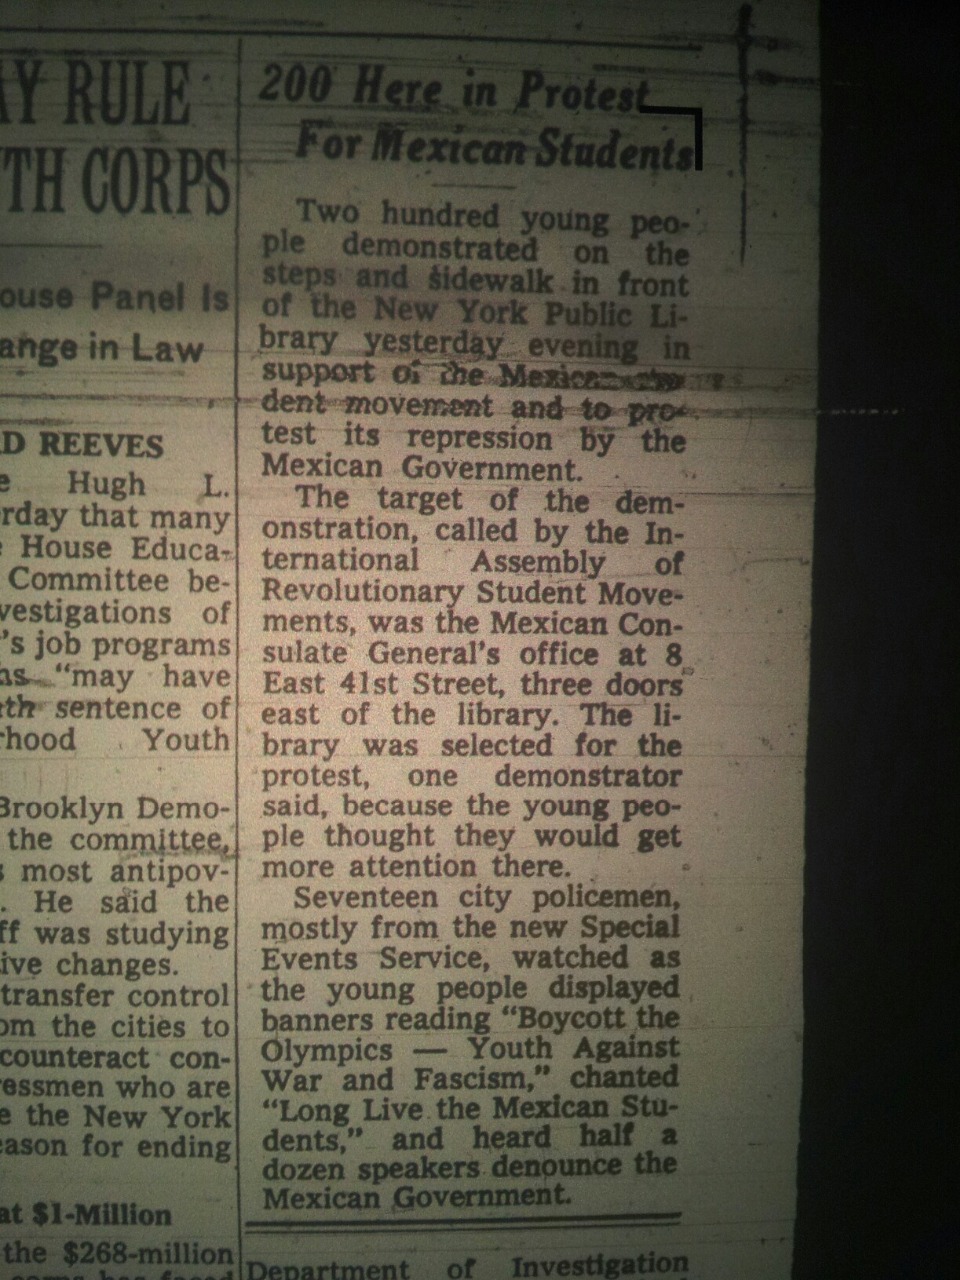 AY RULE
TH CORPS
ouse Panel Is
ange in Law
D REEVES
e Hugh L.
rday that many
e House Educa-
Committee be-
vestigations of
's job programs
as "may have
th sentence of
rhood Youth
Brooklyn Demo-
the committee,
s most antipov-
. He said the
ff was studying
ive changes.
transfer control
om the cities to
counteract con-
ressmen who are
e the New York
eason for ending
at $1-Million
the $268-million
200 Here in Protest
For Mexican Students
Two hundred young peo-
ple demonstrated on the
steps and sidewalk in front
of the New York Public Li-
brary yesterday evening in
support of the Mexican stu-
dent movement and to pro-
test its repression by the
Mexican Government.
The target of the dem-
onstration, called by the In-
ternational Assembly of
Revolutionary Student Move-
ments, was the Mexican Con-
sulate General's office at 8
East 41st Street, three doors
east of the library. The li-
brary was selected for the
protest, one demonstrator
said, because the young peo-
ple thought they would get
more attention there.
Seventeen city policemen,
mostly from the new Special
Events Service, watched as
the young people displayed
banners reading "Boycott the
Olympics — Youth Against
War and Fascism," chanted
"Long Live the Mexican Stu-
dents," and heard half a
dozen speakers denounce the
Mexican Government.
Department of Investigation